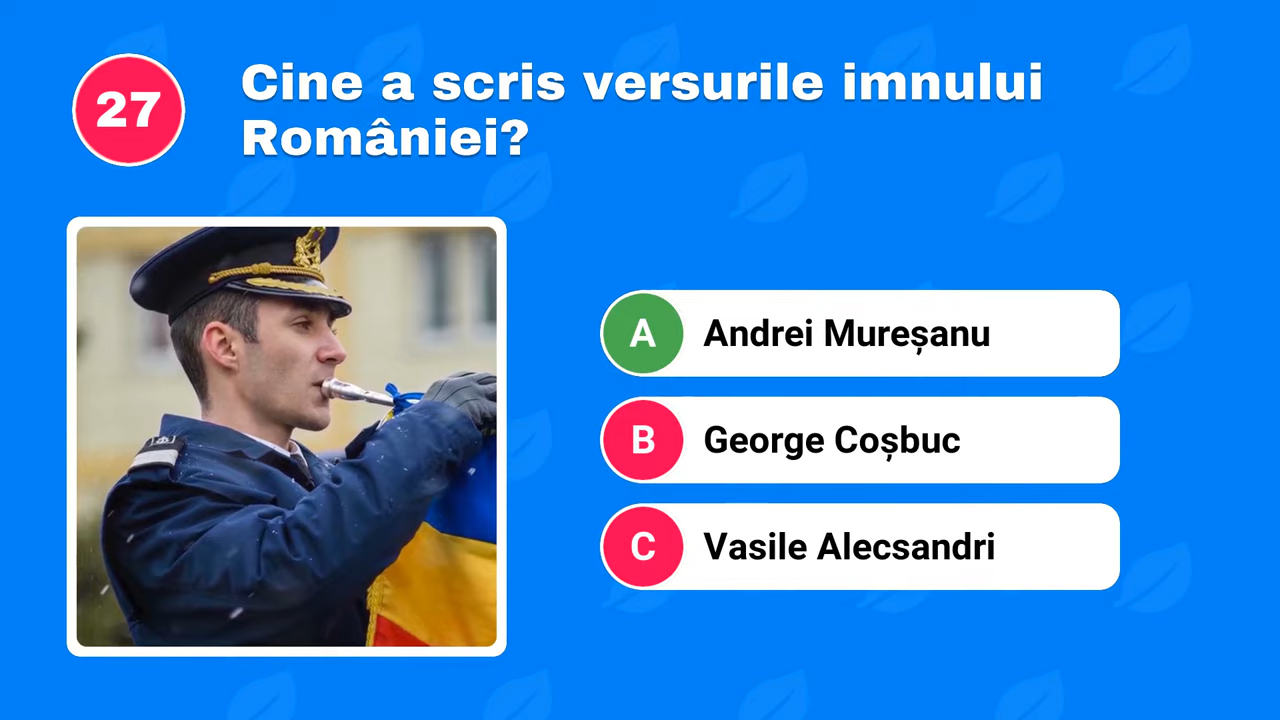 27
Cine a scris versurile imnului
României?
A
Andrei Mureșanu
B
George Coșbuc
C
Vasile Alecsandri